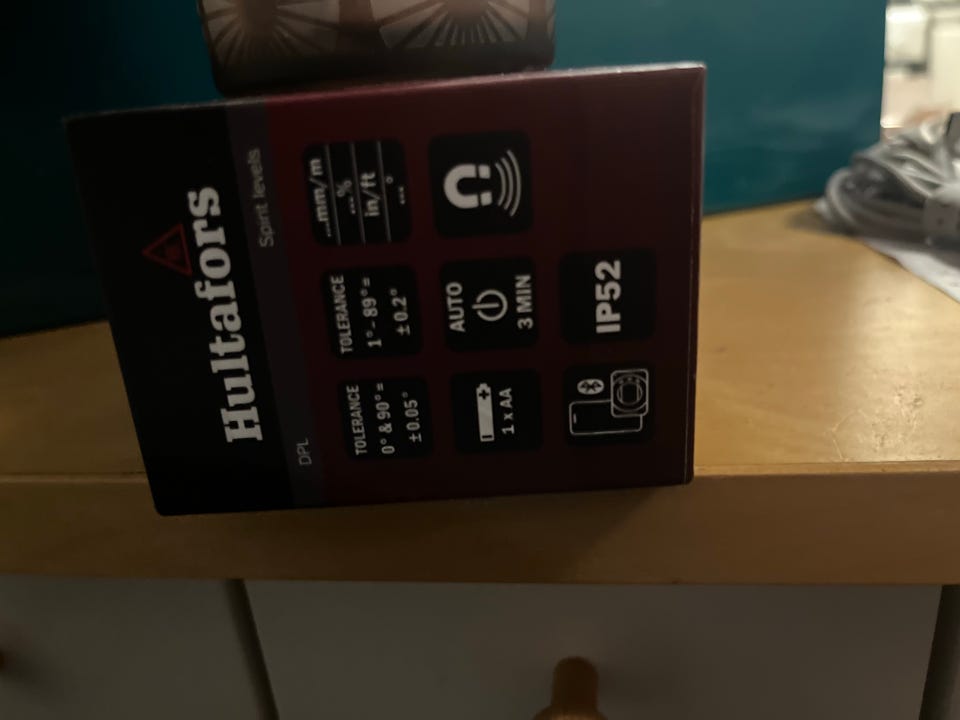 Hultafors
DPL Spirit levels
TOLERANCE
0° & 90° =
± 0.05°
TOLERANCE
1° - 89° =
± 0.2°
...mm/m
...%
in/ft
...°
1 x AA
AUTO
3 MIN
IP52